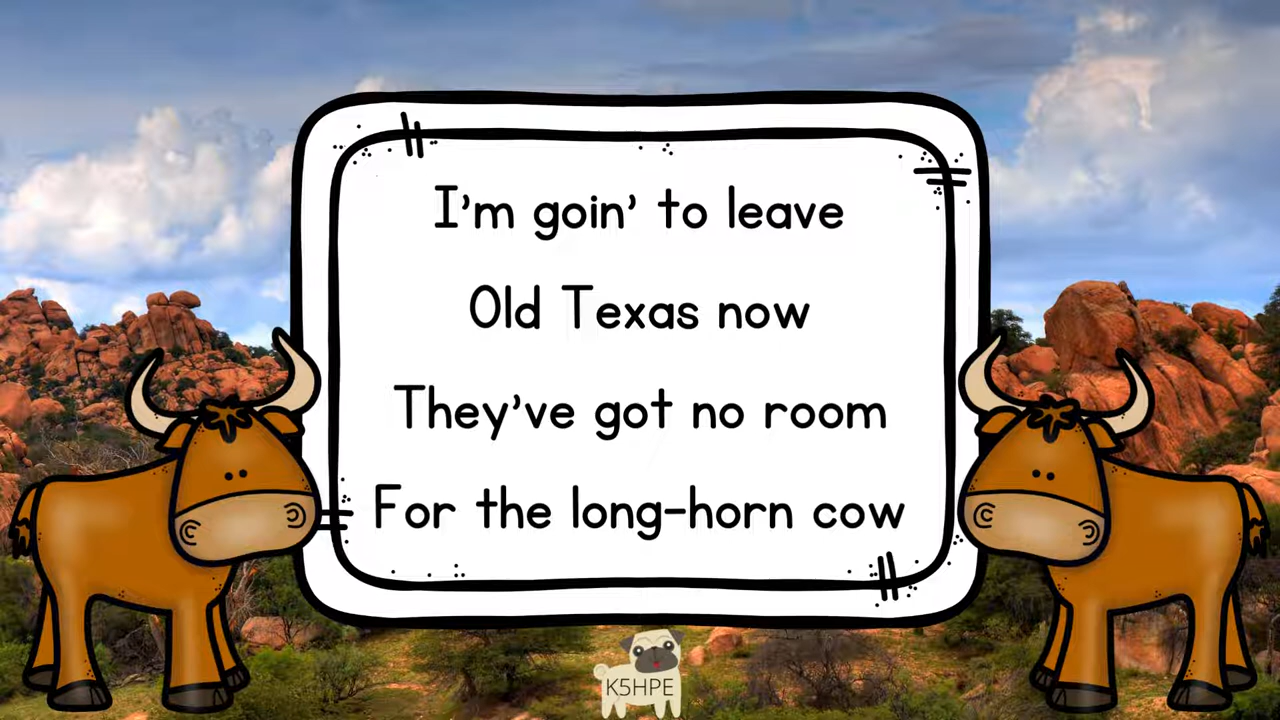 I'm goin' to leave
Old Texas now
They've got no room
For the long-horn cow
K5HPE